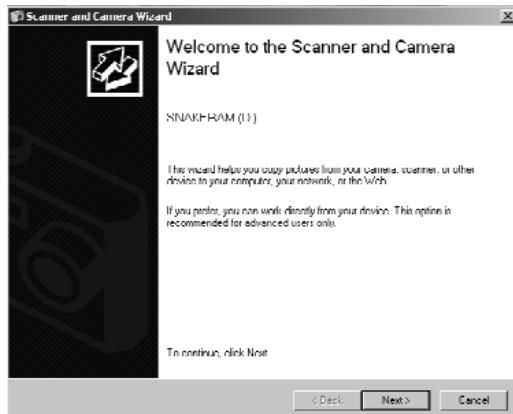 Scanner and Camera Wizard
Welcome to the Scanner and Camera
Wizard
(D:)
This wizard helps you copy pictures from your camera, scanner, or other
device to your computer, your network, or the Web.
If you prefer, you can work directly from your device. This option is
recommended for advanced users only.
To continue, click Next
< Back
Next >
Cancel